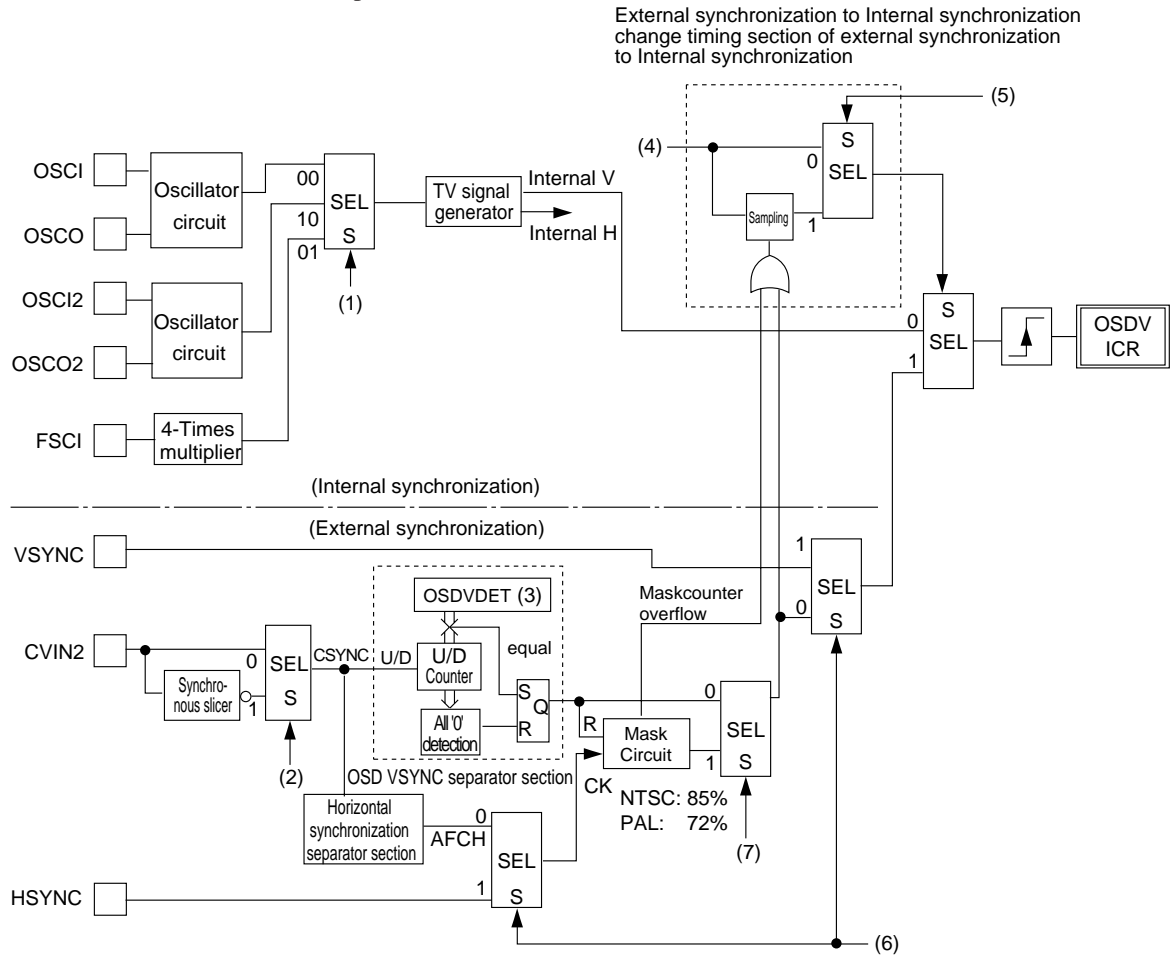 External synchronization to Internal synchronization
change timing section of external synchronization
to Internal synchronization
(5)
(4)
S
0
SEL
Sampling
1
OSCI
OSCO
Oscillator
circuit
00
SEL
10
S
01
(1)
TV signal
generator
Internal V
Internal H
OSCI2
OSCO2
Oscillator
circuit
FSCI
4-Times
multiplier
0
S
SEL
1
OSDV
ICR
(Internal synchronization)
(External synchronization)
VSYNC
1
SEL
0
S
CVIN2
Synchro-
nous slicer
0
SEL
1
S
(2)
CSYNC
U/D
OSDVDET (3)
equal
U/D
Counter
All '0'
detection
S
Q
R
OSD VSYNC separator section
Maskcounter
overflow
R
Mask
Circuit
CK
NTSC: 85%
PAL: 72%
0
SEL
1
S
(7)
Horizontal
synchronization
separator section
0
AFCH
SEL
1
S
HSYNC
(6)